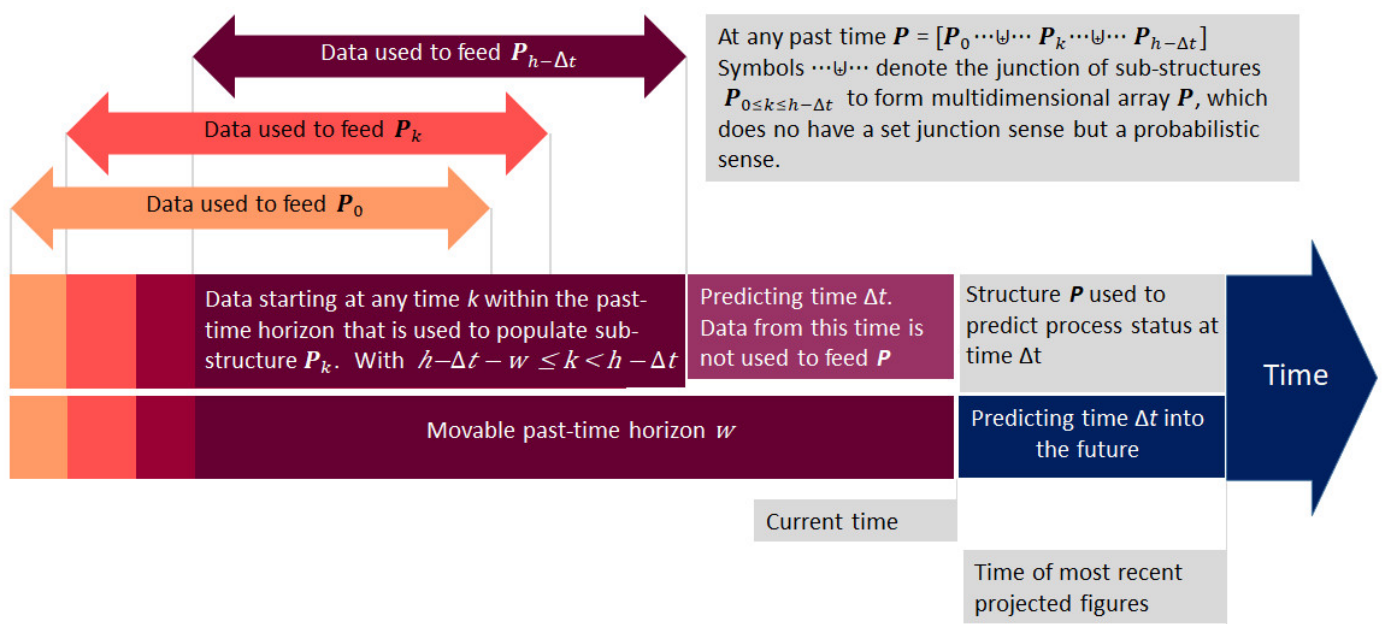 Data used to feed P_{h−Δt}
Data used to feed P_k
Data used to feed P_0
At any past time P = [P_0 ⋯⊎⋯ P_k ⋯⊎⋯ P_{h−Δt}]
Symbols ⋯⊎⋯ denote the junction of sub-structures
P_{0≤k≤h−Δt} to form multidimensional array P, which
does no have a set junction sense but a probabilistic
sense.
Data starting at any time k within the past-
time horizon that is used to populate sub-
structure P_k. With h−Δt − w ≤ k < h − Δt
Predicting time Δt.
Data from this time is
not used to feed P
Structure P used to
predict process status at
time Δt
Time
Movable past-time horizon w
Predicting time Δt into
the future
Current time
Time of most recent
projected figures